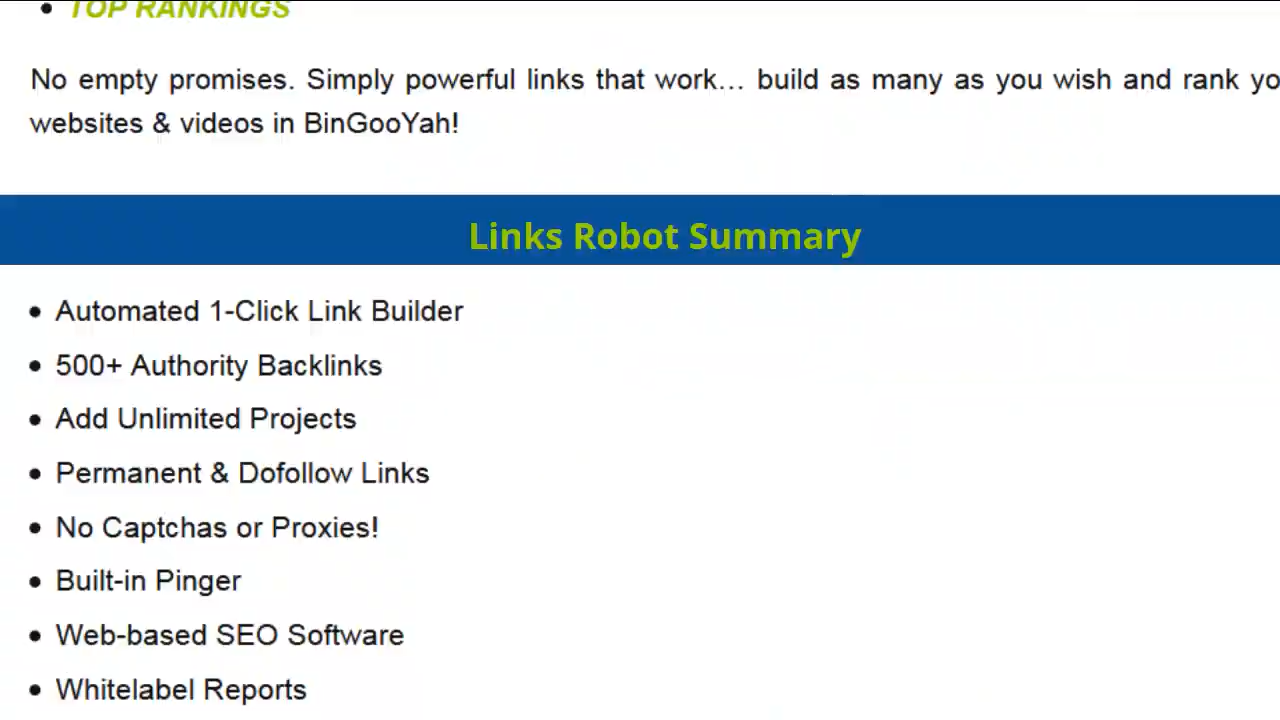 TOP RANKINGS
No empty promises. Simply powerful links that work... build as many as you wish and rank yo
websites & videos in BinGooYah!
Links Robot Summary
Automated 1-Click Link Builder
500+ Authority Backlinks
Add Unlimited Projects
Permanent & Dofollow Links
No Captchas or Proxies!
Built-in Pinger
Web-based SEO Software
Whitelabel Reports